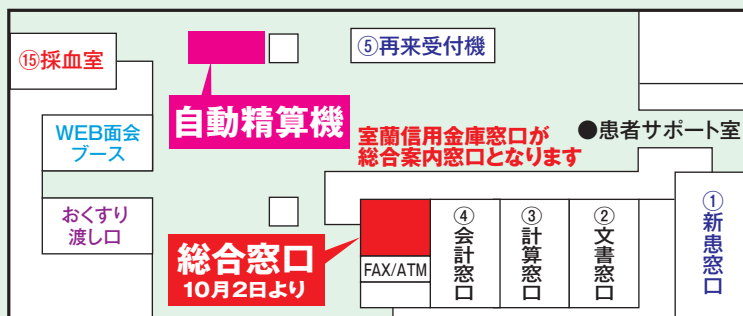 ⑮採血室
⑤再来受付機
自動精算機
WEB面会
ブース
室蘭信用金庫窓口が
総合案内窓口となります
●患者サポート室
おくすり
渡し口
総合窓口
10月2日より
FAX/ATM
④会計窓口
③計算窓口
②文書窓口
①新患窓口